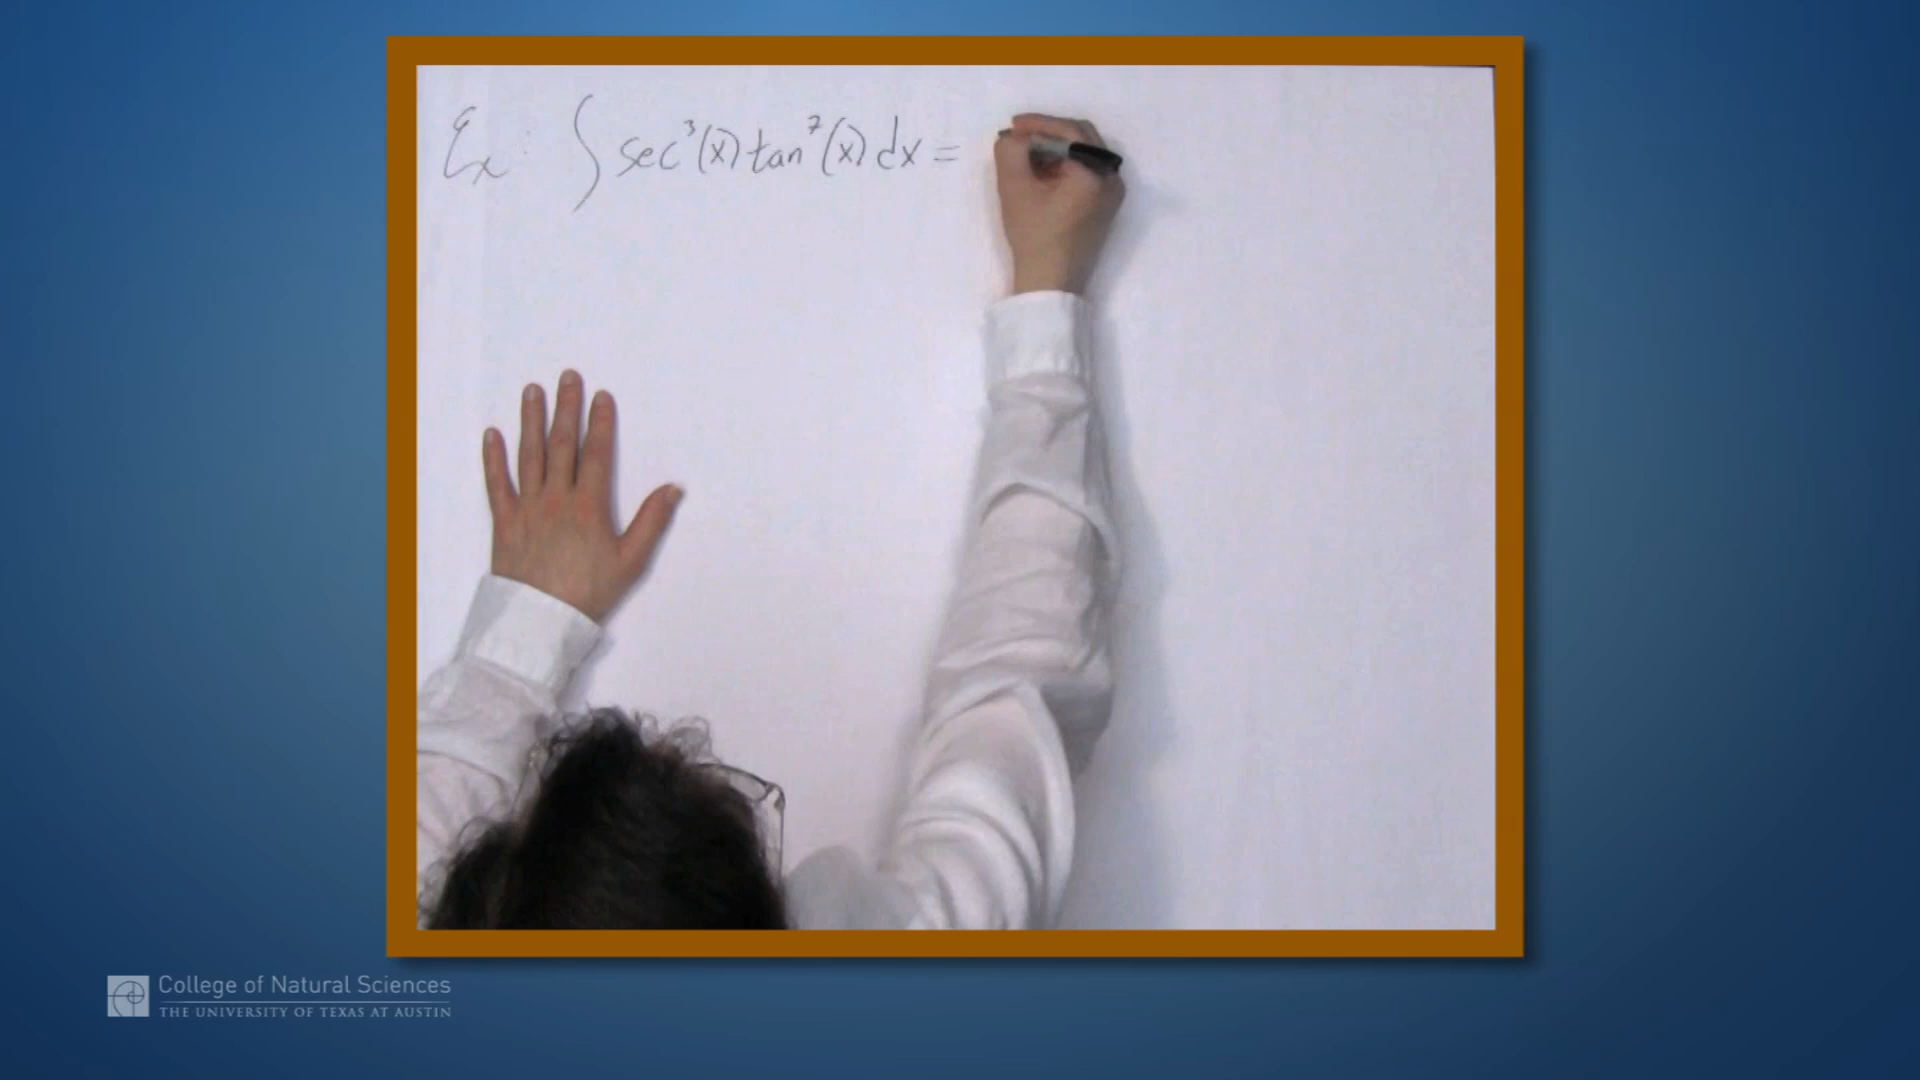 Ex: ∫ sec³(x) tan⁷(x) dx =
College of Natural Sciences
THE UNIVERSITY OF TEXAS AT AUSTIN